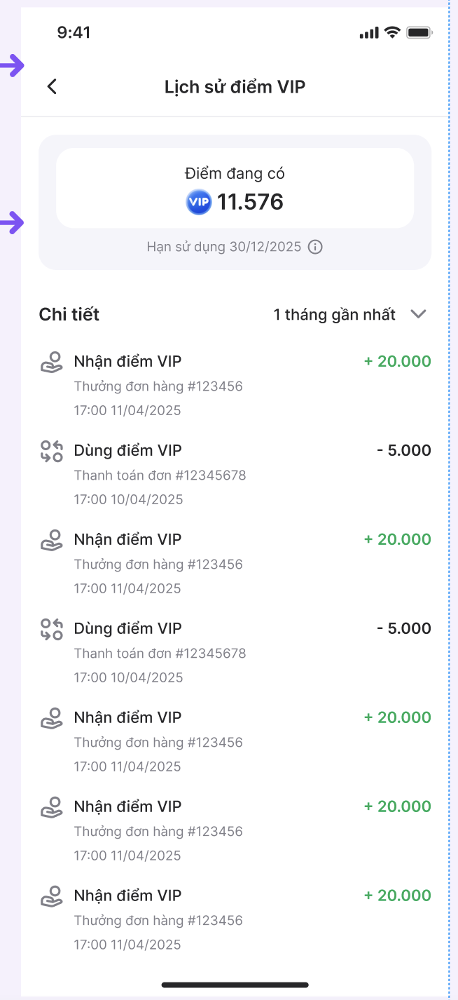 9:41
Lịch sử điểm VIP
Điểm đang có
VIP 11.576
Hạn sử dụng 30/12/2025
Chi tiết 1 tháng gần nhất
Nhận điểm VIP + 20.000
Thưởng đơn hàng #123456
17:00 11/04/2025
Dùng điểm VIP - 5.000
Thanh toán đơn #12345678
17:00 10/04/2025
Nhận điểm VIP + 20.000
Thưởng đơn hàng #123456
17:00 11/04/2025
Dùng điểm VIP - 5.000
Thanh toán đơn #12345678
17:00 10/04/2025
Nhận điểm VIP + 20.000
Thưởng đơn hàng #123456
17:00 11/04/2025
Nhận điểm VIP + 20.000
Thưởng đơn hàng #123456
17:00 11/04/2025
Nhận điểm VIP + 20.000
Thưởng đơn hàng #123456
17:00 11/04/2025